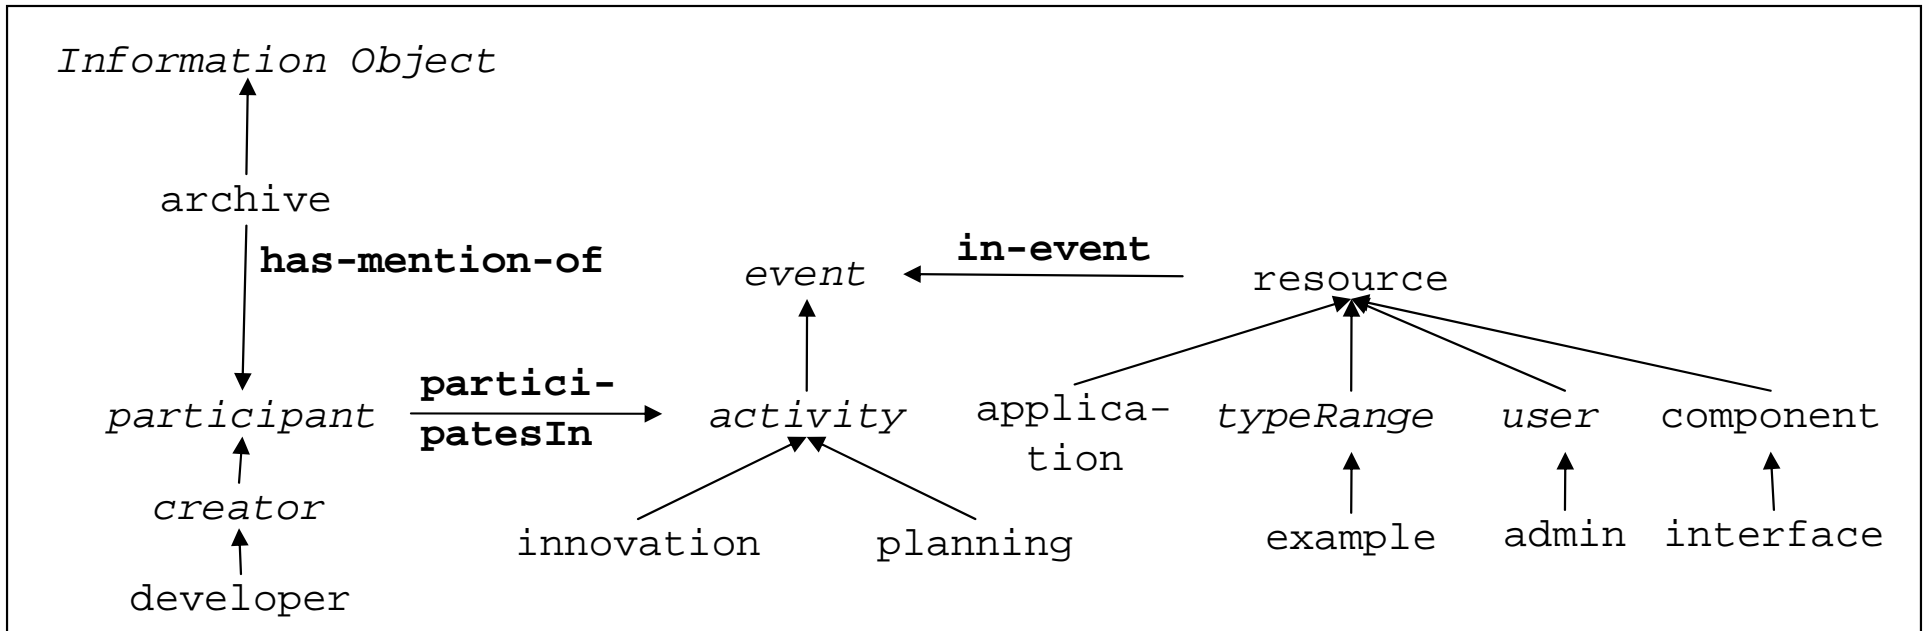 Information Object
archive
has-mention-of
in-event
event
resource
partici-
patesIn
participant
activity
applica-
tion
typeRange
user
component
creator
innovation
planning
example
admin
interface
developer